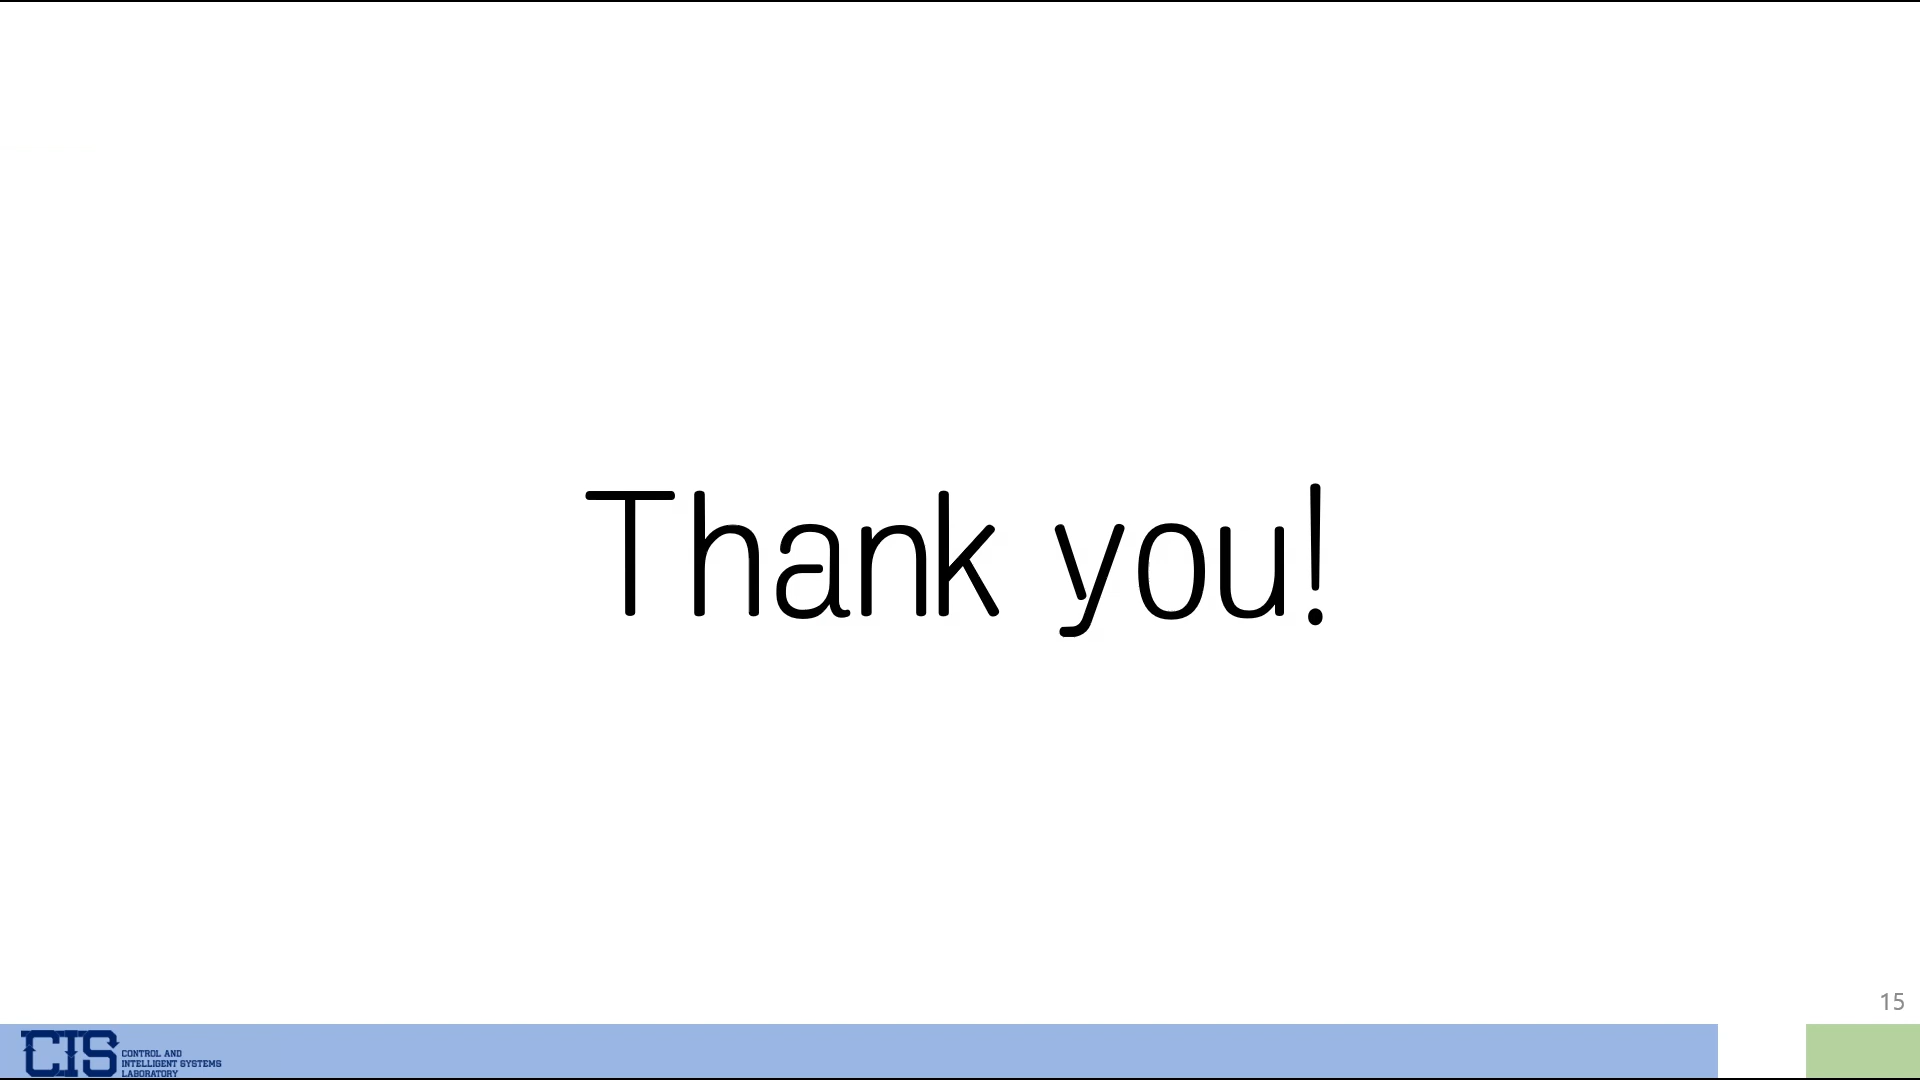 Thank you!
15
CIS
CONTROL AND
INTELLIGENT SYSTEMS
LABORATORY